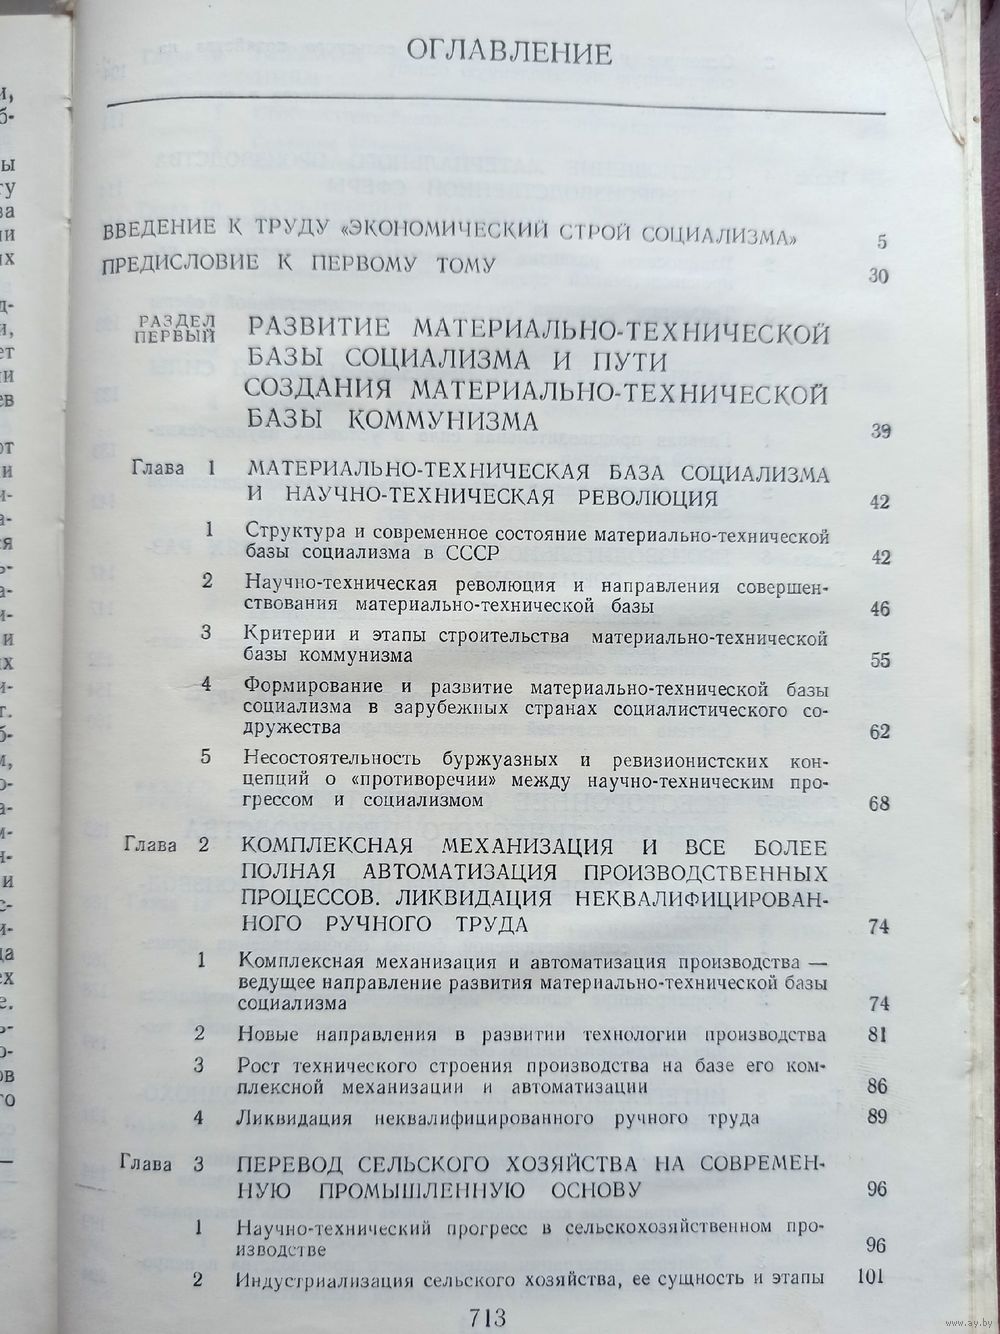 ОГЛАВЛЕНИЕ
ВВЕДЕНИЕ К ТРУДУ «ЭКОНОМИЧЕСКИЙ СТРОЙ СОЦИАЛИЗМА» 5
ПРЕДИСЛОВИЕ К ПЕРВОМУ ТОМУ 30
РАЗДЕЛ
ПЕРВЫЙ
РАЗВИТИЕ МАТЕРИАЛЬНО-ТЕХНИЧЕСКОЙ
БАЗЫ СОЦИАЛИЗМА И ПУТИ
СОЗДАНИЯ МАТЕРИАЛЬНО-ТЕХНИЧЕСКОЙ
БАЗЫ КОММУНИЗМА 39
Глава 1 МАТЕРИАЛЬНО-ТЕХНИЧЕСКАЯ БАЗА СОЦИАЛИЗМА
И НАУЧНО-ТЕХНИЧЕСКАЯ РЕВОЛЮЦИЯ 42
1 Структура и современное состояние материально-технической
базы социализма в СССР 42
2 Научно-техническая революция и направления совершен-
ствования материально-технической базы 46
3 Критерии и этапы строительства материально-технической
базы коммунизма 55
4 Формирование и развитие материально-технической базы
социализма в зарубежных странах социалистического со-
дружества 62
5 Несостоятельность буржуазных и ревизионистских кон-
цепций о «противоречии» между научно-техническим про-
грессом и социализмом 68
Глава 2 КОМПЛЕКСНАЯ МЕХАНИЗАЦИЯ И ВСЕ БОЛЕЕ
ПОЛНАЯ АВТОМАТИЗАЦИЯ ПРОИЗВОДСТВЕННЫХ
ПРОЦЕССОВ. ЛИКВИДАЦИЯ НЕКВАЛИФИЦИРОВАН-
НОГО РУЧНОГО ТРУДА 74
1 Комплексная механизация и автоматизация производства —
ведущее направление развития материально-технической базы
социализма 74
2 Новые направления в развитии технологии производства 81
3 Рост технического строения производства на базе его ком-
плексной механизации и автоматизации 86
4 Ликвидация неквалифицированного ручного труда 89
Глава 3 ПЕРЕВОД СЕЛЬСКОГО ХОЗЯЙСТВА НА СОВРЕМЕН-
НУЮ ПРОМЫШЛЕННУЮ ОСНОВУ 96
1 Научно-технический прогресс в сельскохозяйственном про-
изводстве 96
2 Индустриализация сельского хозяйства, ее сущность и этапы 101
713
www.ay.by